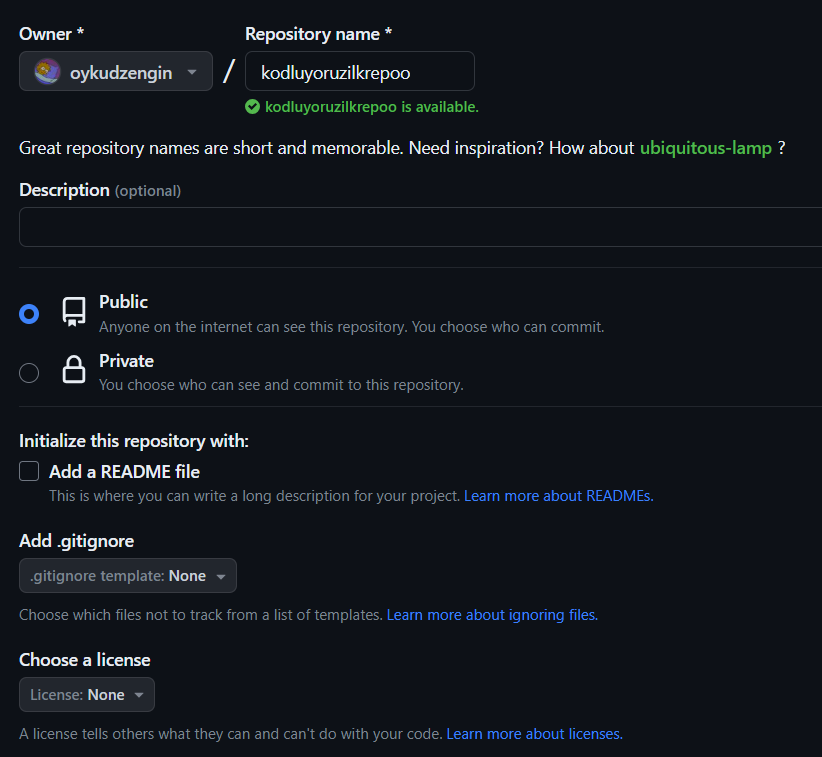 Owner * Repository name *
oykudzengin / kodluyoruzilkrepoo
kodluyoruzilkrepoo is available.
Great repository names are short and memorable. Need inspiration? How about ubiquitous-lamp ?
Description (optional)
Public
Anyone on the internet can see this repository. You choose who can commit.
Private
You choose who can see and commit to this repository.
Initialize this repository with:
Add a README file
This is where you can write a long description for your project. Learn more about READMEs.
Add .gitignore
.gitignore template: None
Choose which files not to track from a list of templates. Learn more about ignoring files.
Choose a license
License: None
A license tells others what they can and can't do with your code. Learn more about licenses.